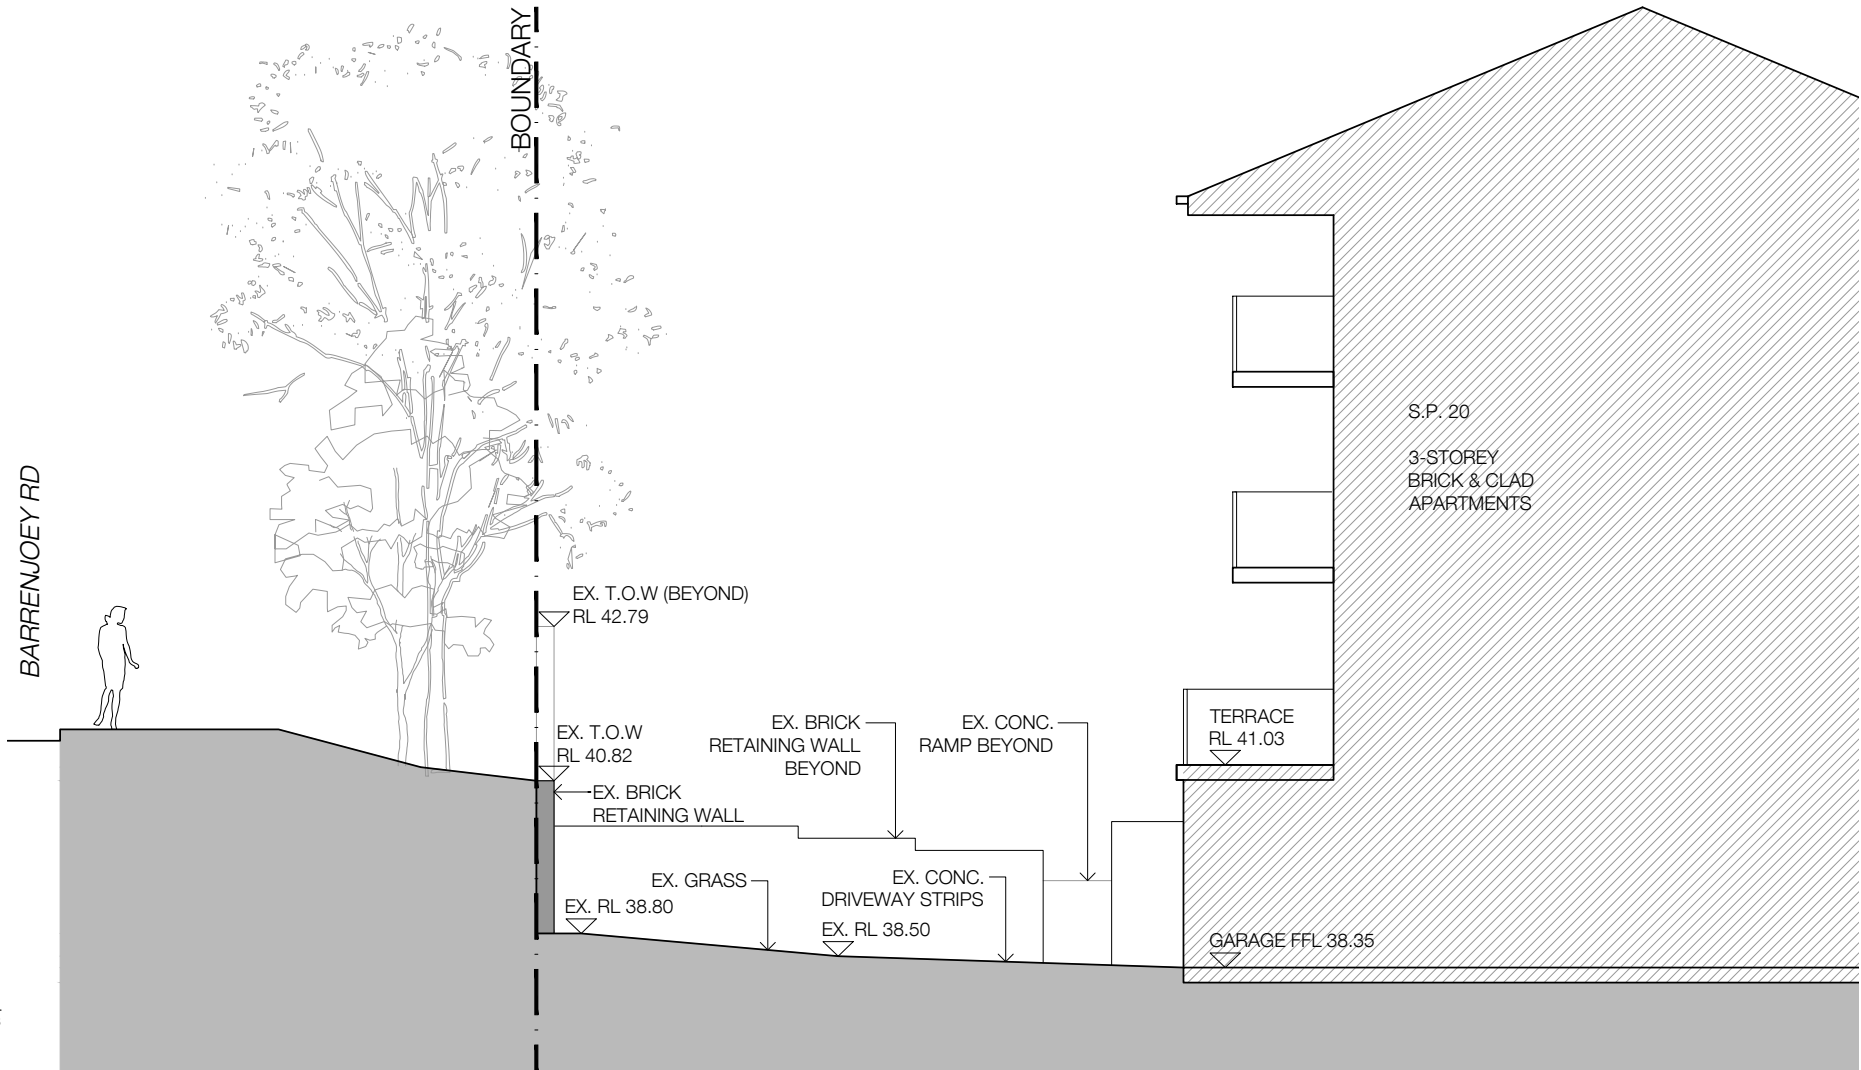 BOUNDARY
BARRENJOEY RD
S.P. 20
3-STOREY
BRICK & CLAD
APARTMENTS
EX. T.O.W (BEYOND)
RL 42.79
EX. T.O.W
RL 40.82
EX. BRICK
RETAINING WALL
EX. BRICK
RETAINING WALL
BEYOND
EX. CONC.
RAMP BEYOND
TERRACE
RL 41.03
EX. GRASS
EX. RL 38.80
EX. CONC.
DRIVEWAY STRIPS
EX. RL 38.50
GARAGE FFL 38.35